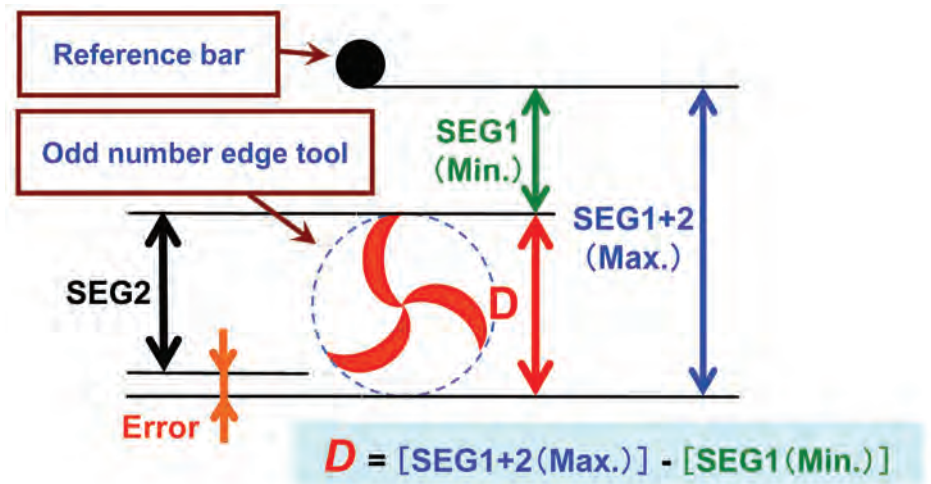 Reference bar
Odd number edge tool
SEG1
(Min.)
SEG1+2
(Max.)
SEG2
D
Error
D = [SEG1+2(Max.)] - [SEG1(Min.)]